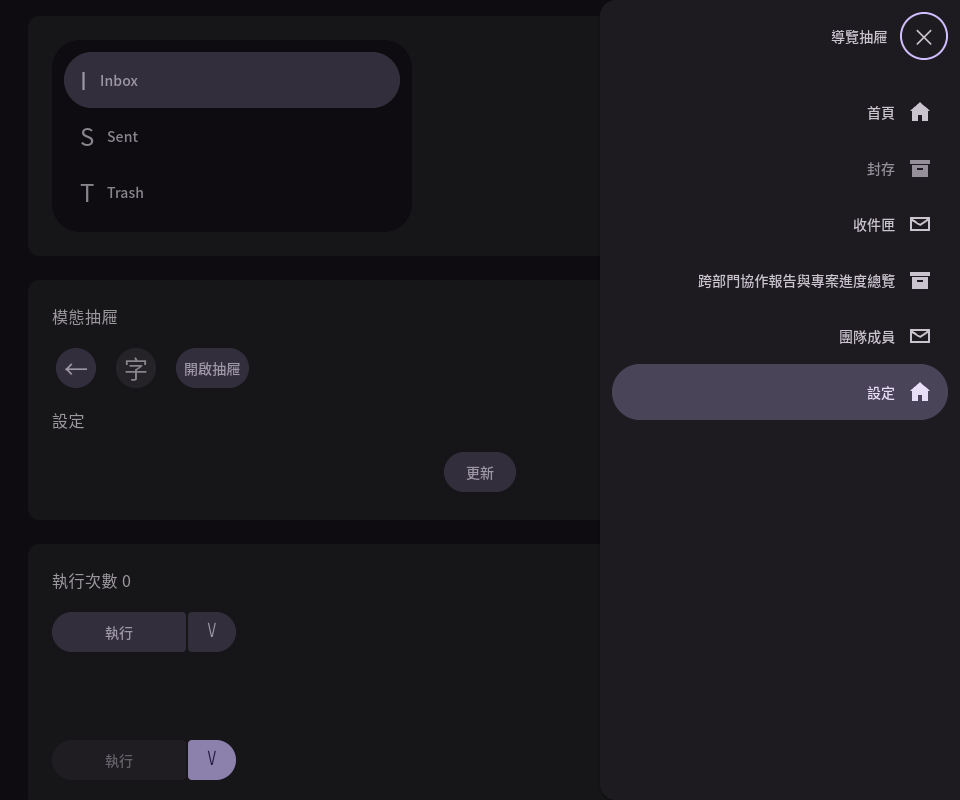 I Inbox
S Sent
T Trash
模態抽屜
← 字 開啟抽屜
設定
更新
執行次數 0
執行 V
執行 V
導覽抽屜
首頁
封存
收件匣
跨部門協作報告與專案進度總覽
團隊成員
設定